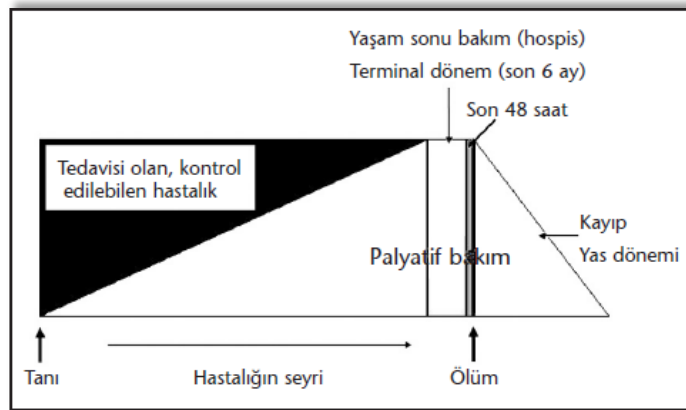 Yaşam sonu bakım (hospis)
Terminal dönem (son 6 ay)
Son 48 saat
Tedavisi olan, kontrol
edilebilen hastalık
Kayıp
Palyatif bakım
Yas dönemi
Tanı
Hastalığın seyri
Ölüm